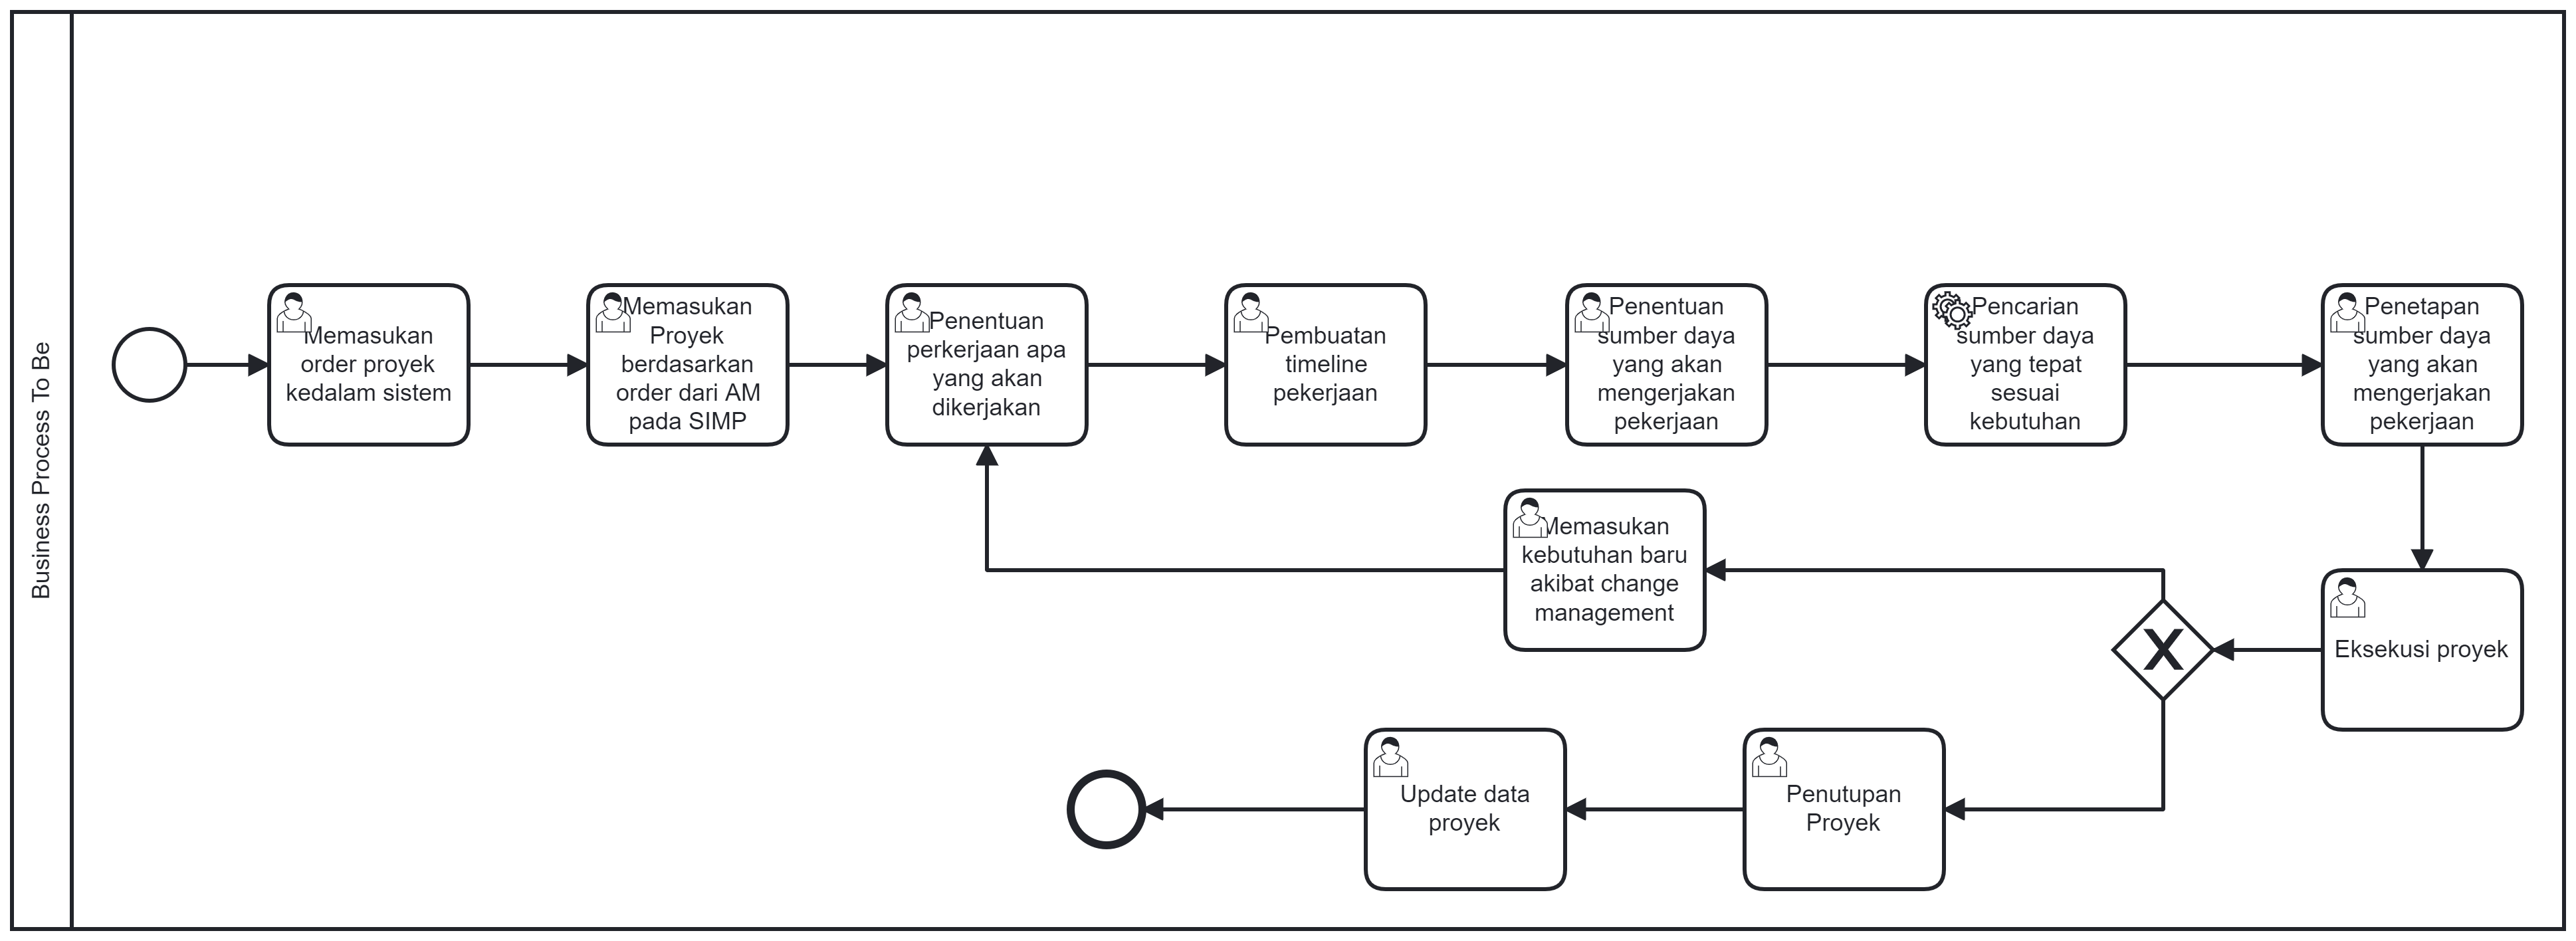 Business Process To Be
Memasukan
order proyek
kedalam sistem
Memasukan
Proyek
berdasarkan
order dari AM
pada SIMP
Penentuan
perkerjaan apa
yang akan
dikerjakan
Pembuatan
timeline
pekerjaan
Penentuan
sumber daya
yang akan
mengerjakan
pekerjaan
Pencarian
sumber daya
yang tepat
sesuai
kebutuhan
Penetapan
sumber daya
yang akan
mengerjakan
pekerjaan
Memasukan
kebutuhan baru
akibat change
management
Eksekusi proyek
Update data
proyek
Penutupan
Proyek